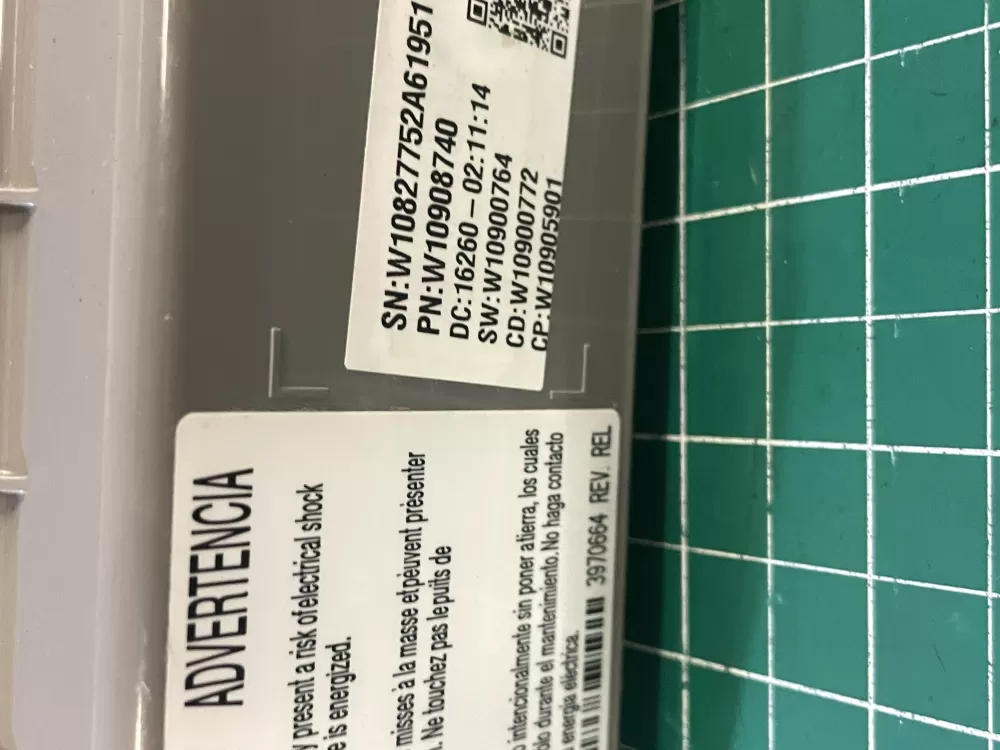 SN:W10827752A61951
PN:W10908740
DC:16260-02:11:14
SW:W10900764
CD:W10900772
CP:W10905901
ADVERTENCIA
present a risk of electrical shock
is energized.
misses à la masse et peuvent présenter
. Ne touchez pas le puits de
intencionalmente sin poner a tierra, los cuales
durante el mantenimiento. No haga contacto
energía eléctrica.
3970664 REV. REL